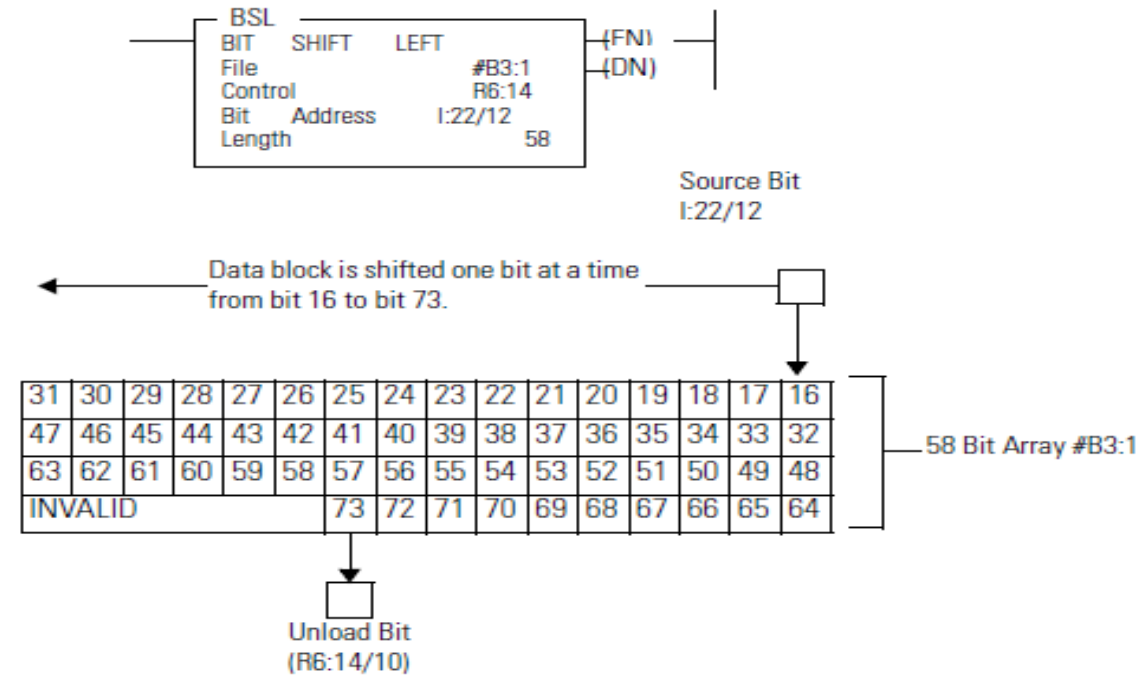 BSL
BIT SHIFT LEFT
File #B3:1
Control R6:14
Bit Address I:22/12
Length 58
(EN)
(DN)
Source Bit
I:22/12
Data block is shifted one bit at a time
from bit 16 to bit 73.
31 30 29 28 27 26 25 24 23 22 21 20 19 18 17 16
47 46 45 44 43 42 41 40 39 38 37 36 35 34 33 32
63 62 61 60 59 58 57 56 55 54 53 52 51 50 49 48
INVALID 73 72 71 70 69 68 67 66 65 64
58 Bit Array #B3:1
Unload Bit
(R6:14/10)